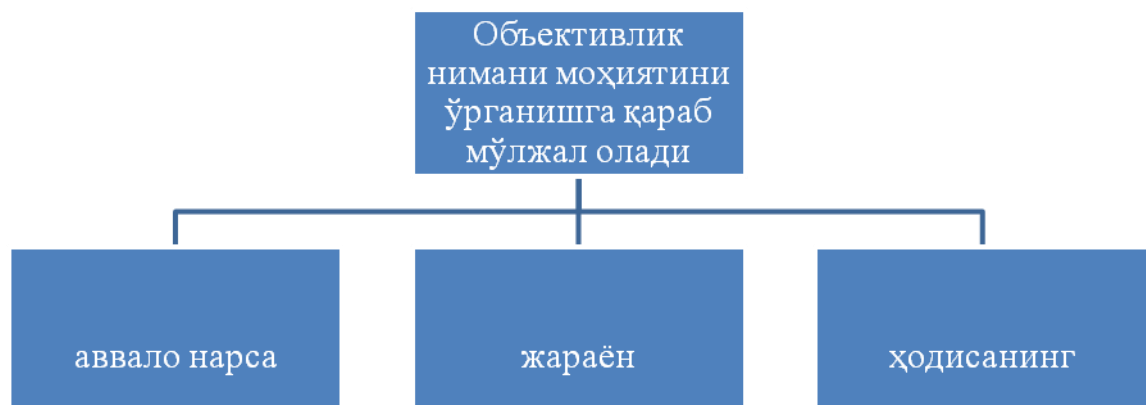 Объективлик
нимани моҳиятини
ўрганишга қараб
мўлжал олади
аввало нарса
жараён
ҳодисанинг